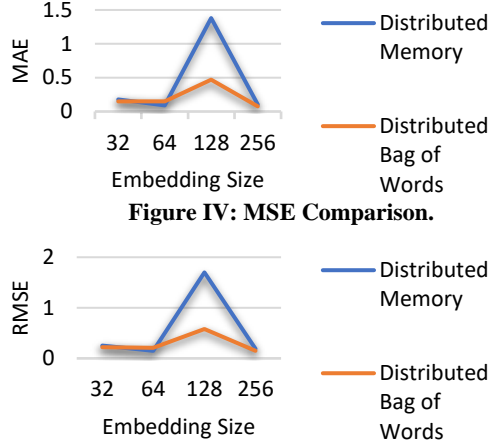 1.5
1
0.5
0
MAE
32 64 128 256
Embedding Size
Distributed
Memory
Distributed
Bag of
Words
Figure IV: MSE Comparison.
2
1
0
RMSE
32 64 128 256
Embedding Size
Distributed
Memory
Distributed
Bag of
Words